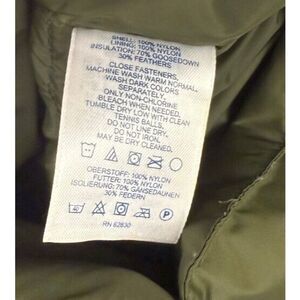 SHELL: 100% NYLON
LINING: 100% NYLON
INSULATION: 70% GOOSEDOWN
30% FEATHERS
CLOSE FASTENERS.
MACHINE WASH WARM NORMAL.
WASH DARK COLORS
SEPARATELY.
ONLY NON-CHLORINE
BLEACH WHEN NEEDED.
TUMBLE DRY LOW WITH CLEAN
TENNIS BALLS.
DO NOT LINE DRY.
DO NOT IRON.
MAY BE DRY CLEANED.
OBERSTOFF: 100% NYLON
FUTTER: 100% NYLON
ISOLIERUNG: 70% GANSEDAUNEN
30% FEDERN
40 P
RN 62830